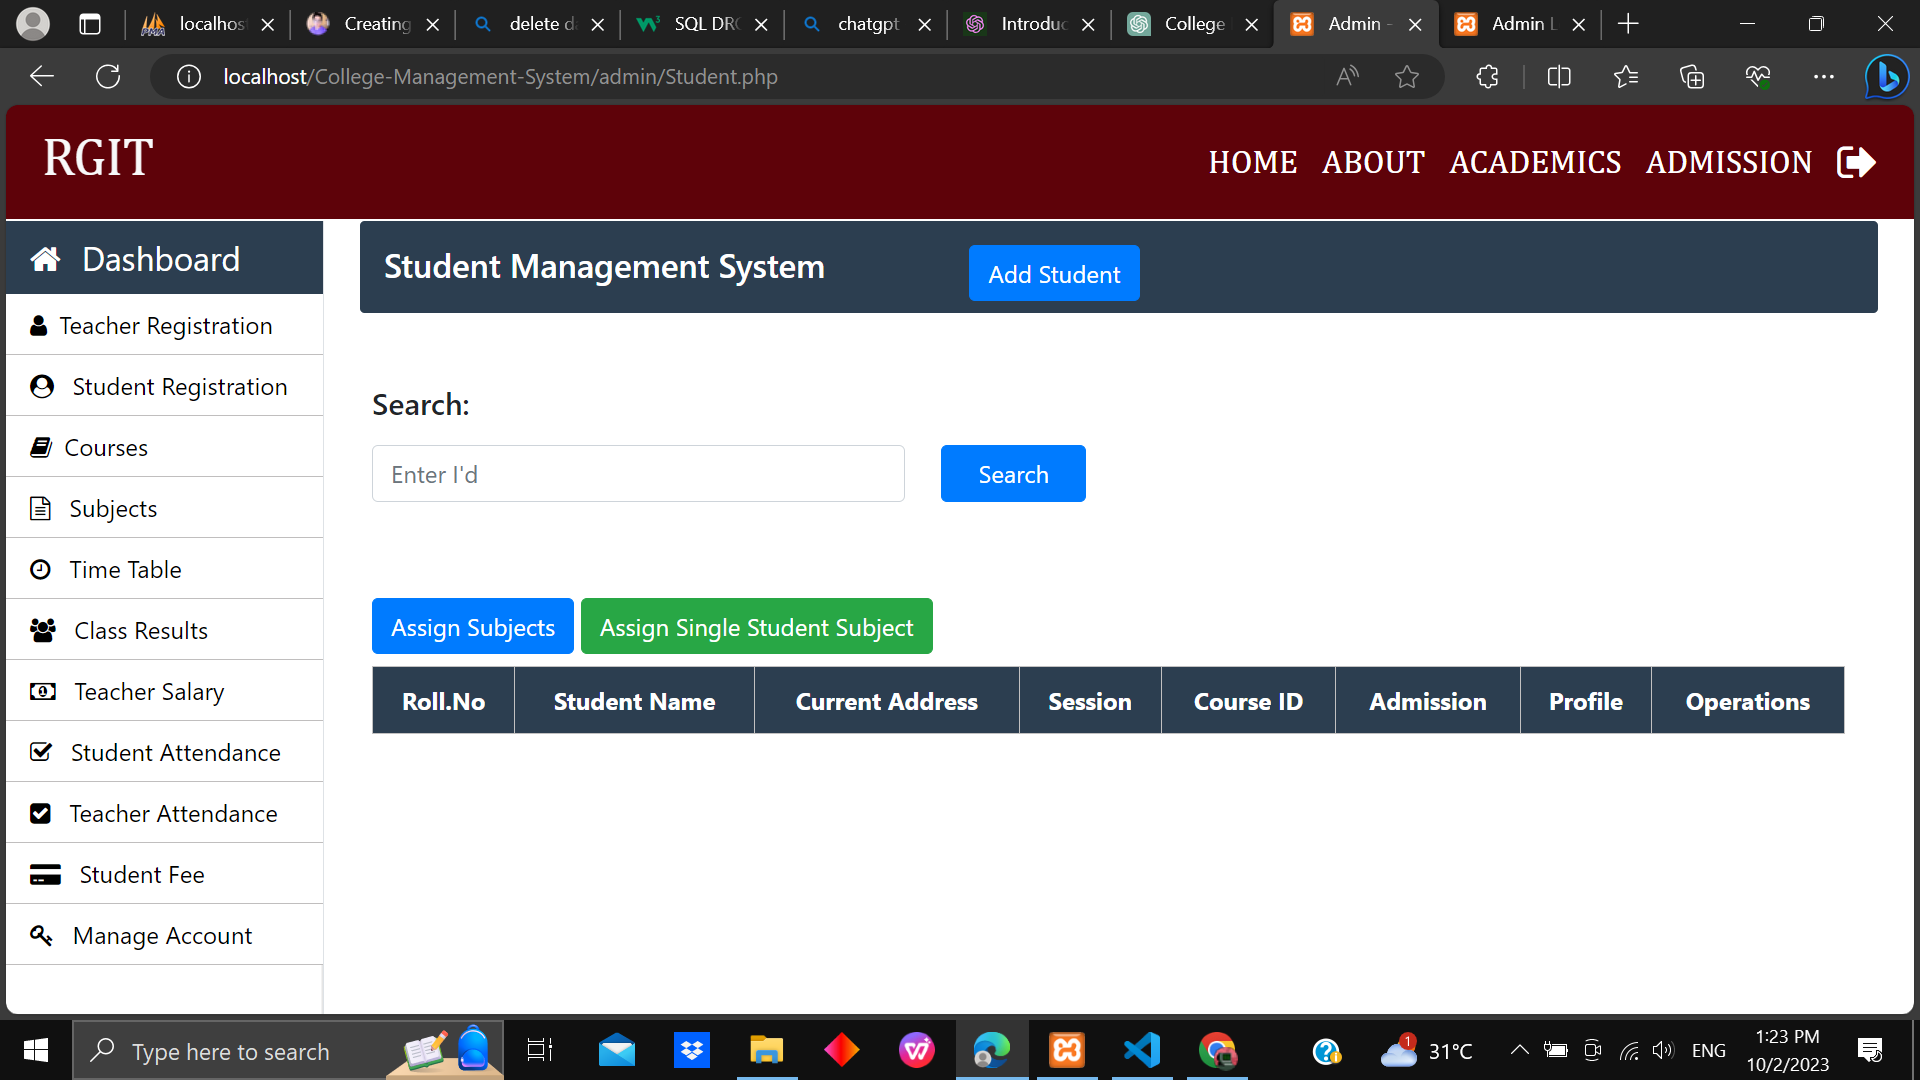 localhos
Creating
delete d
SQL DR
chatgpt
Introduc
College
Admin -
Admin L
localhost/College-Management-System/admin/Student.php
RGIT
HOME ABOUT ACADEMICS ADMISSION
Dashboard
Student Management System
Add Student
Teacher Registration
Student Registration
Courses
Subjects
Time Table
Class Results
Teacher Salary
Student Attendance
Teacher Attendance
Student Fee
Manage Account
Search:
Enter I'd
Search
Assign Subjects
Assign Single Student Subject
Roll.No Student Name Current Address Session Course ID Admission Profile Operations
Type here to search
1
31°C
ENG
1:23 PM
10/2/2023